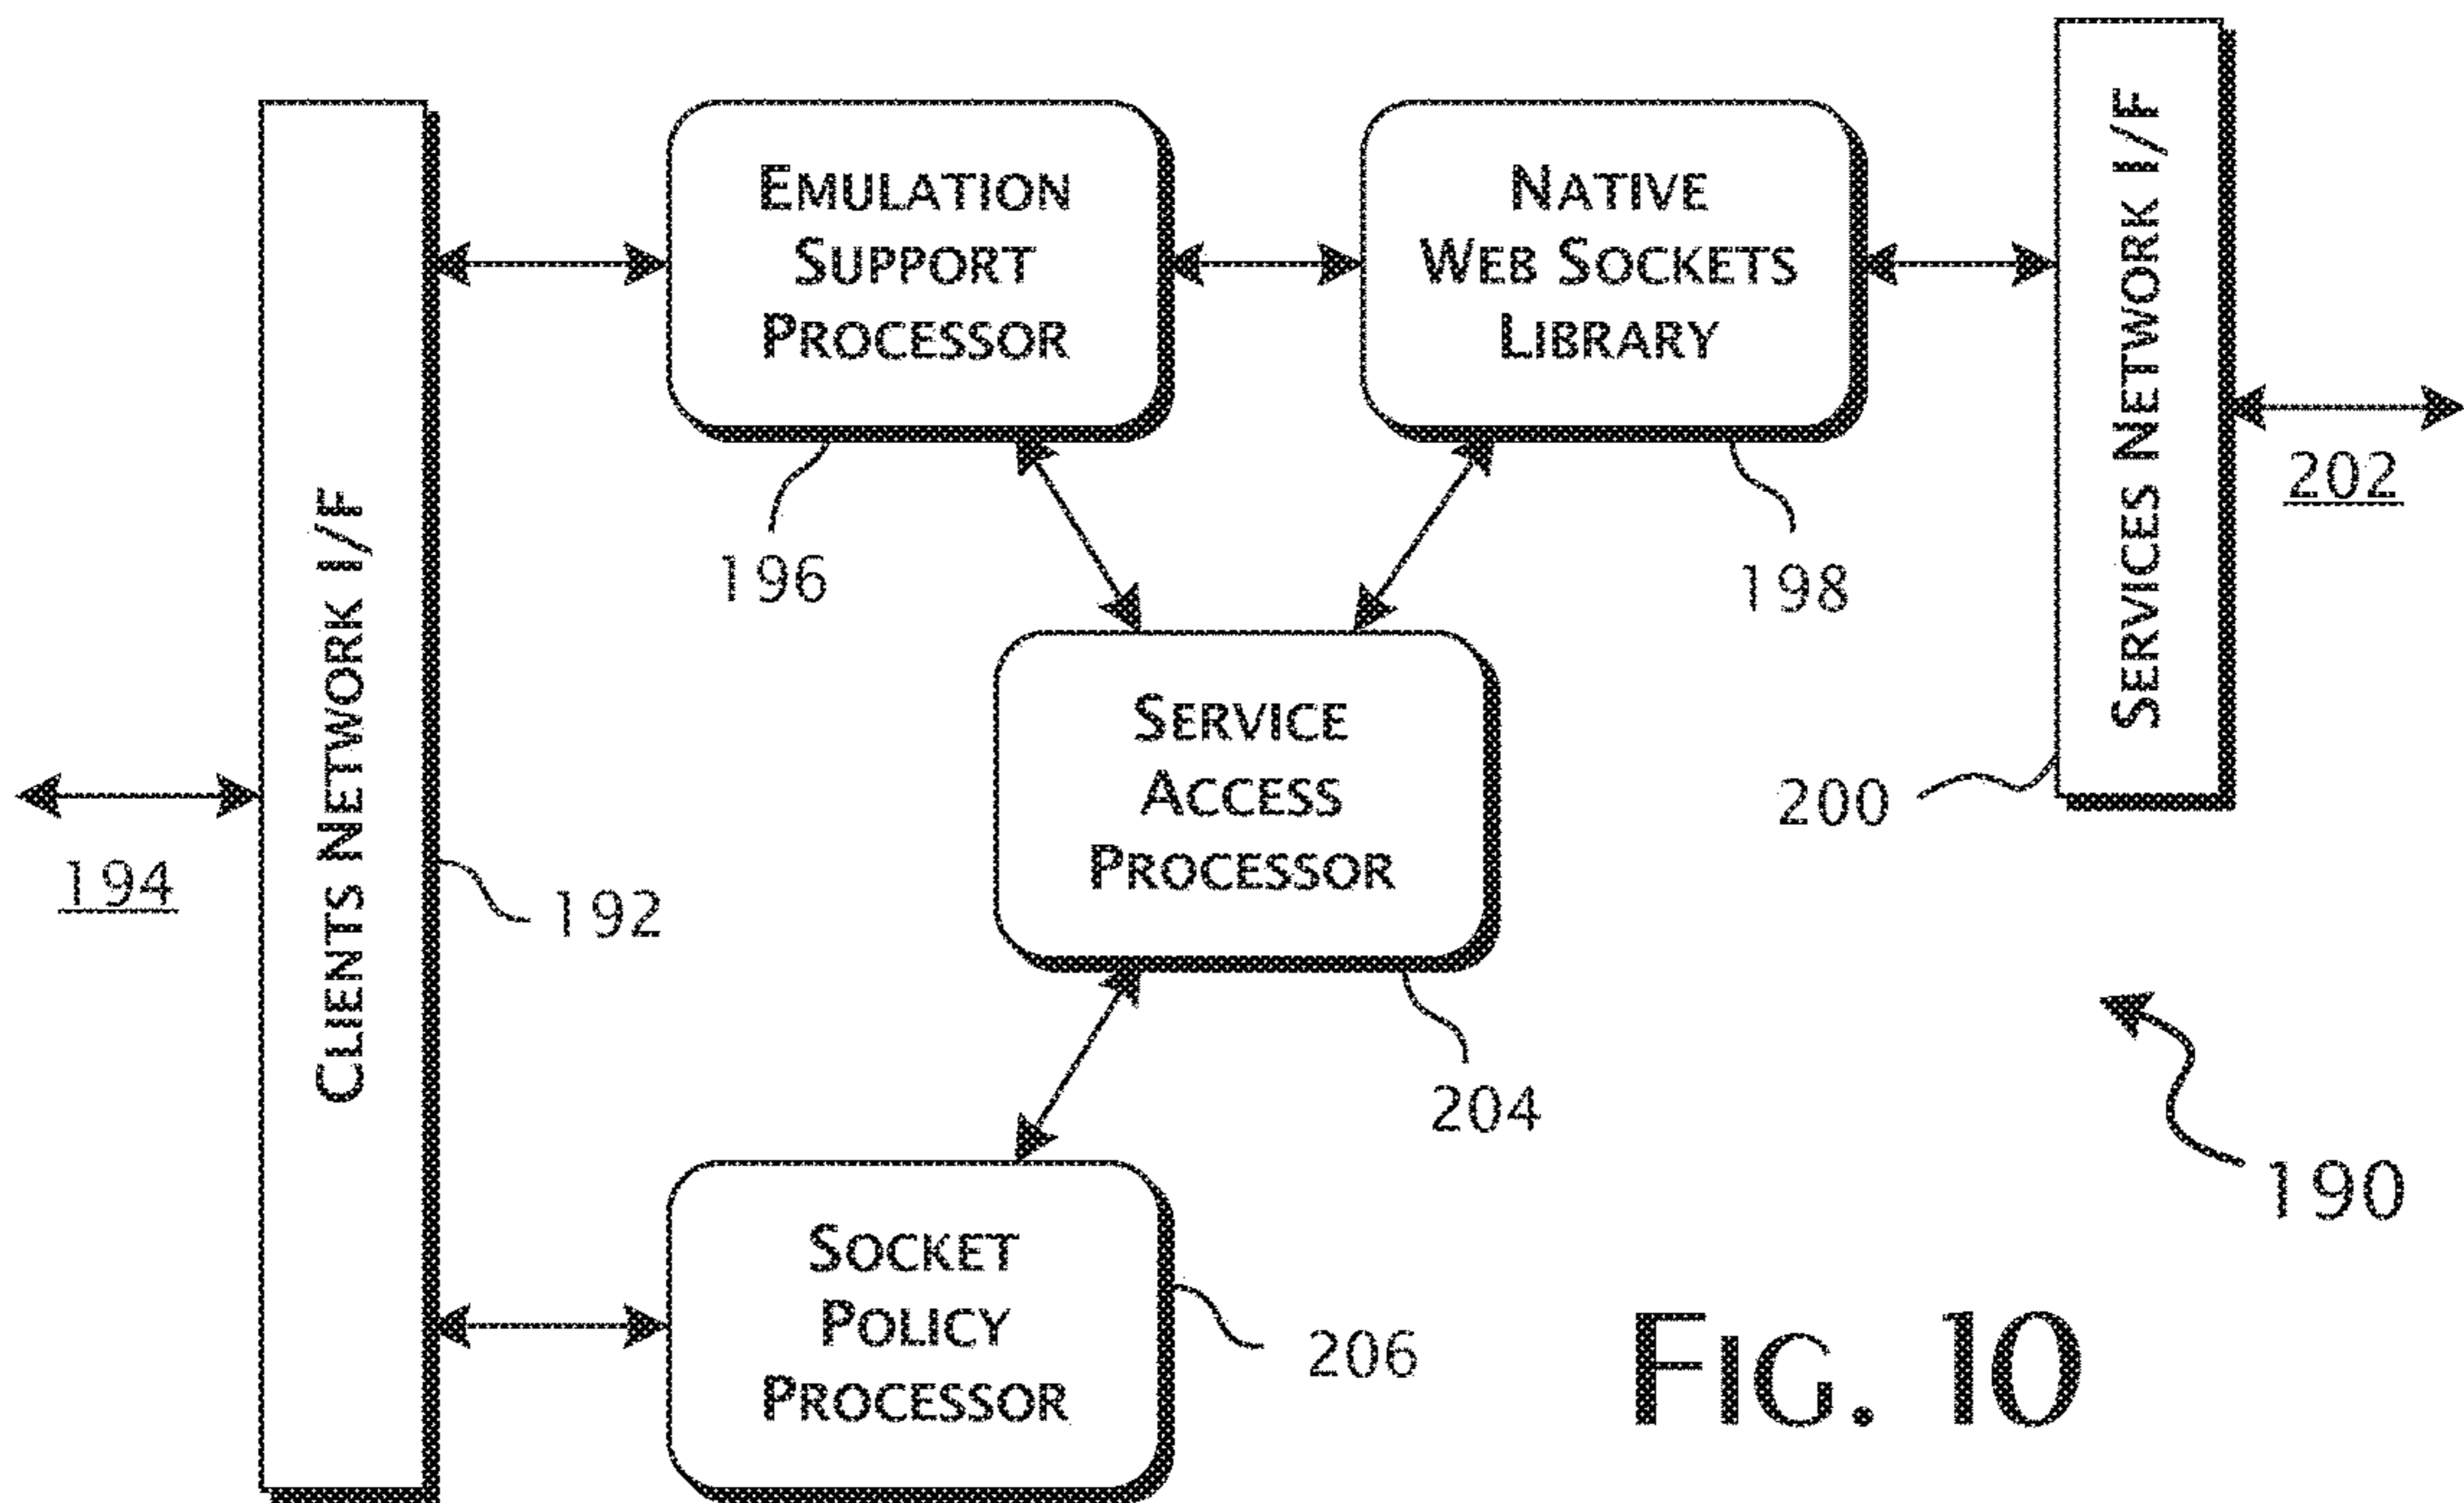 EMULATION
SUPPORT
PROCESSOR
NATIVE
WEB SOCKETS
LIBRARY
SERVICES NETWORK I/F
202
196
198
CLIENTS NETWORK I/F
SERVICE
ACCESS
PROCESSOR
200
194
192
204
190
SOCKET
POLICY
PROCESSOR
206
FIG. 10